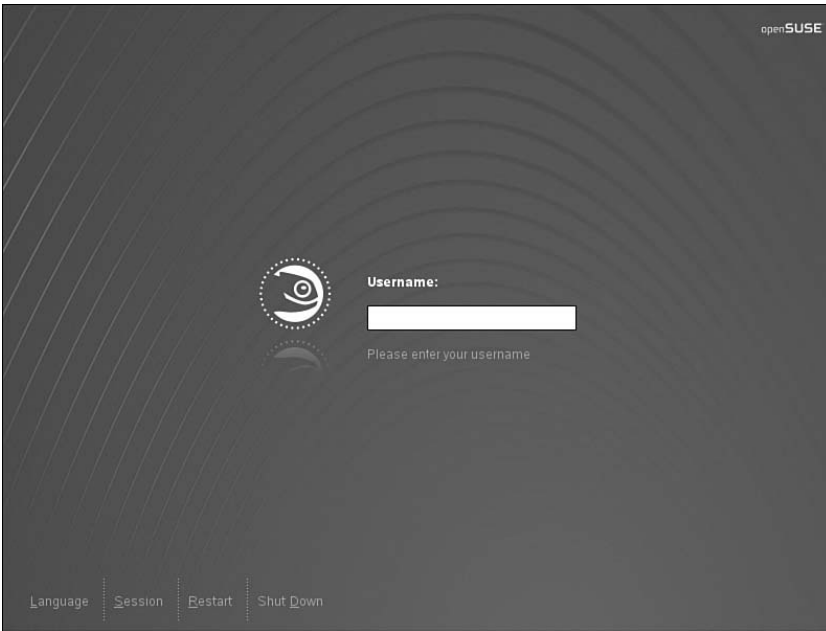 openSUSE
Username:
Please enter your username
Language
Session
Restart
Shut Down